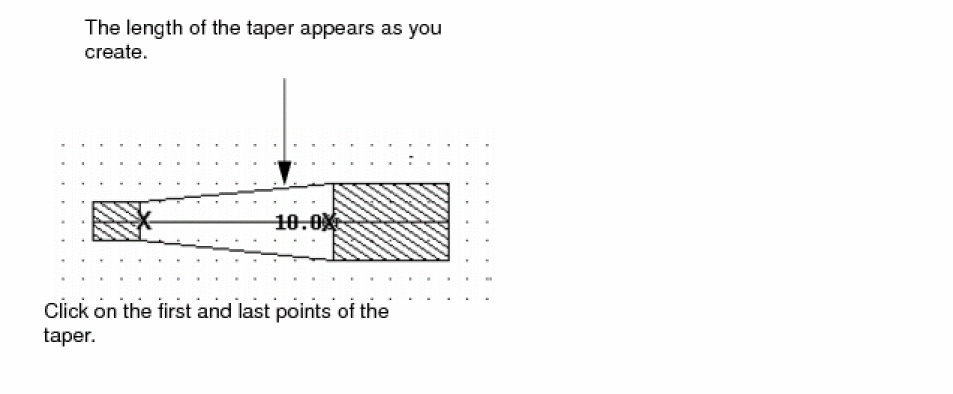 The length of the taper appears as you
create.
10.0
Click on the first and last points of the
taper.